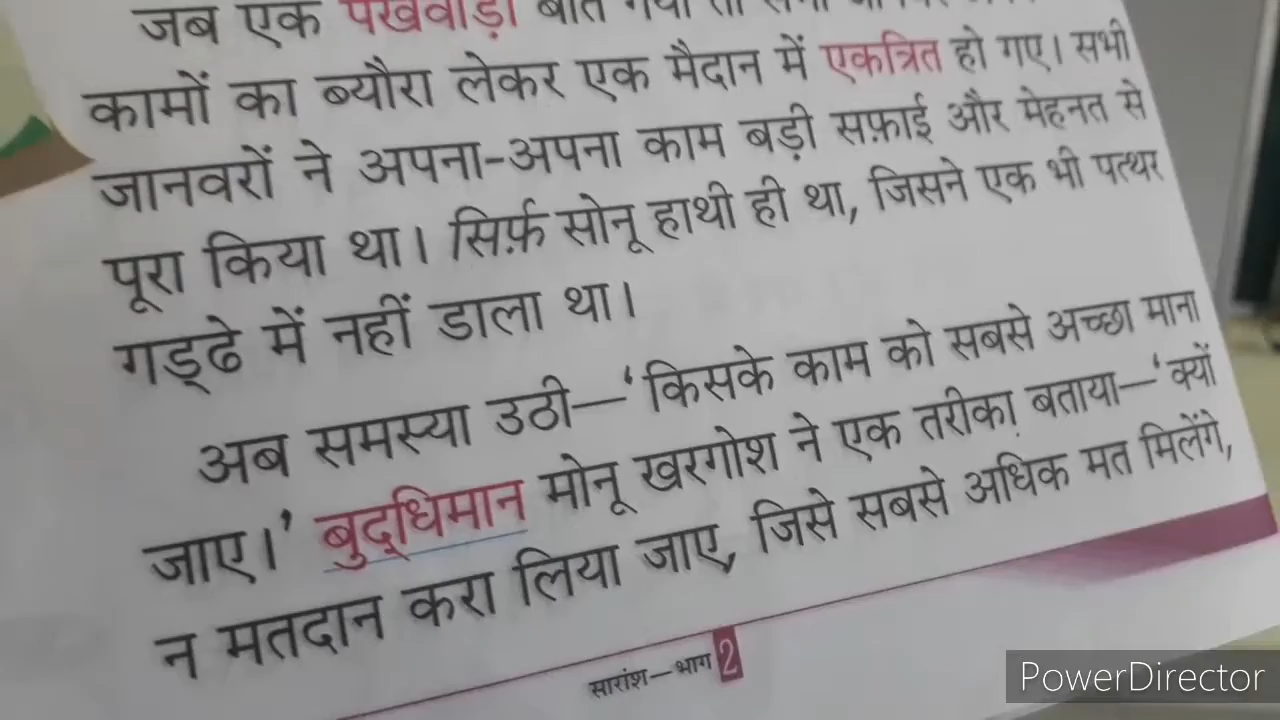 जब एक पखवाड़ा बीत गया तो सभी
कामों का ब्यौरा लेकर एक मैदान में एकत्रित हो गए। सभी
जानवरों ने अपना-अपना काम बड़ी सफ़ाई और मेहनत से
पूरा किया था। सिर्फ़ सोनू हाथी ही था, जिसने एक भी पत्थर
गड्ढे में नहीं डाला था।
अब समस्या उठी—‘किसके काम को सबसे अच्छा माना
जाए।’ बुद्धिमान मोनू खरगोश ने एक तरीका बताया—‘क्यों
न मतदान करा लिया जाए, जिसे सबसे अधिक मत मिलेंगे,
सारांश—भाग 2
PowerDirector